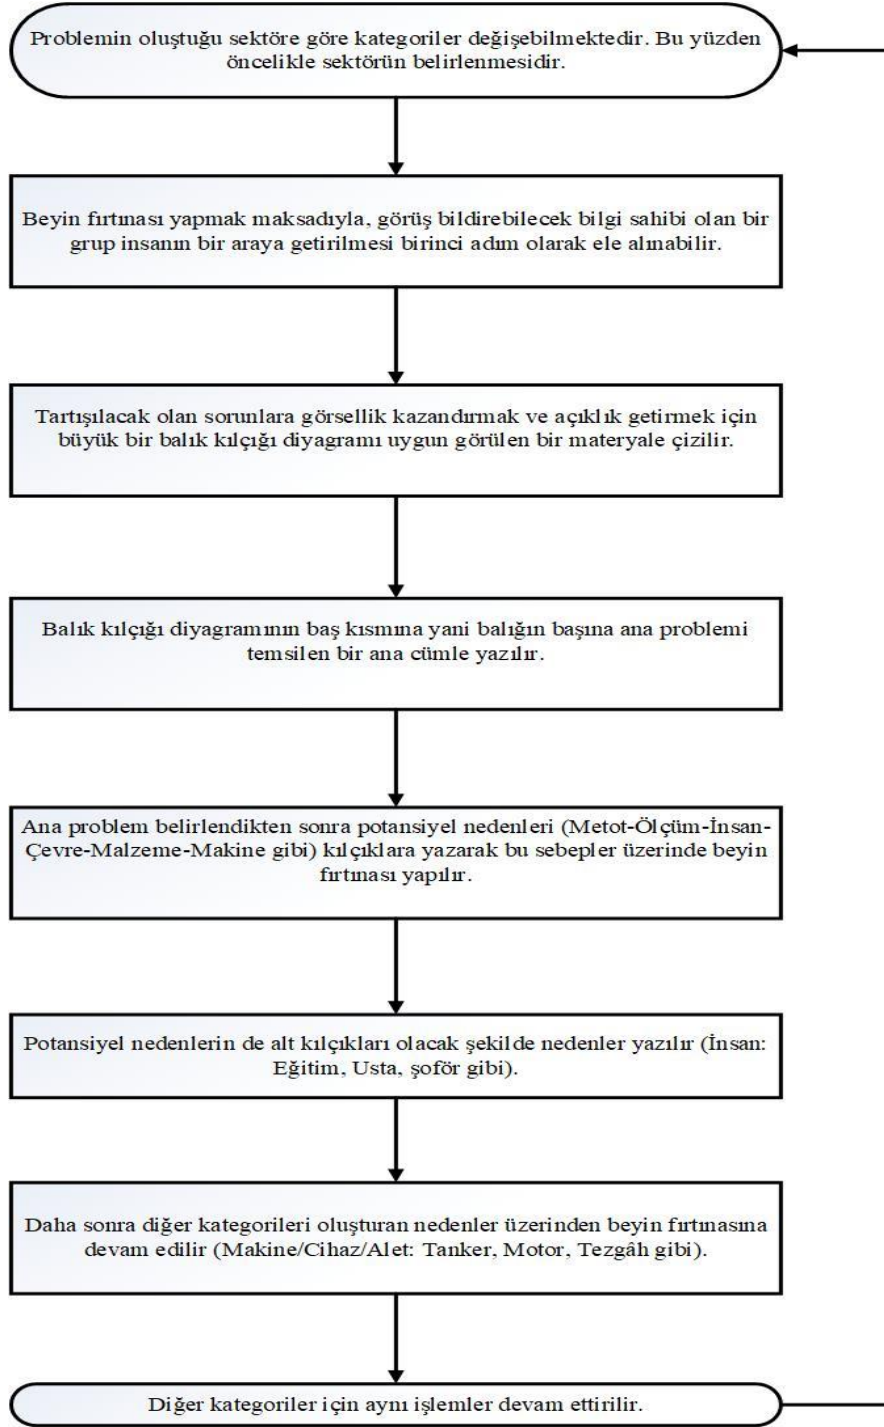 Problemin oluştuğu sektöre göre kategoriler değişebilmektedir. Bu yüzden
öncelikle sektörün belirlenmesidir.
Beyin fırtınası yapmak maksadıyla, görüş bildirebilecek bilgi sahibi olan bir
grup insanın bir araya getirilmesi birinci adım olarak ele alınabilir.
Tartışılacak olan sorunlara görsellik kazandırmak ve açıklık getirmek için
büyük bir balık kılçığı diyagramı uygun görülen bir materyale çizilir.
Balık kılçığı diyagramının baş kısmına yani balığın başına ana problemi
temsilen bir ana cümle yazılır.
Ana problem belirlendikten sonra potansiyel nedenleri (Metot-Ölçüm-İnsan-
Çevre-Malzeme-Makine gibi) kılçıklara yazarak bu sebepler üzerinde beyin
fırtınası yapılır.
Potansiyel nedenlerin de alt kılçıkları olacak şekilde nedenler yazılır (İnsan:
Eğitim, Usta, şoför gibi).
Daha sonra diğer kategorileri oluşturan nedenler üzerinden beyin fırtınasına
devam edilir (Makine/Cihaz/Alet: Tanker, Motor, Tezgâh gibi).
Diğer kategoriler için aynı işlemler devam ettirilir.